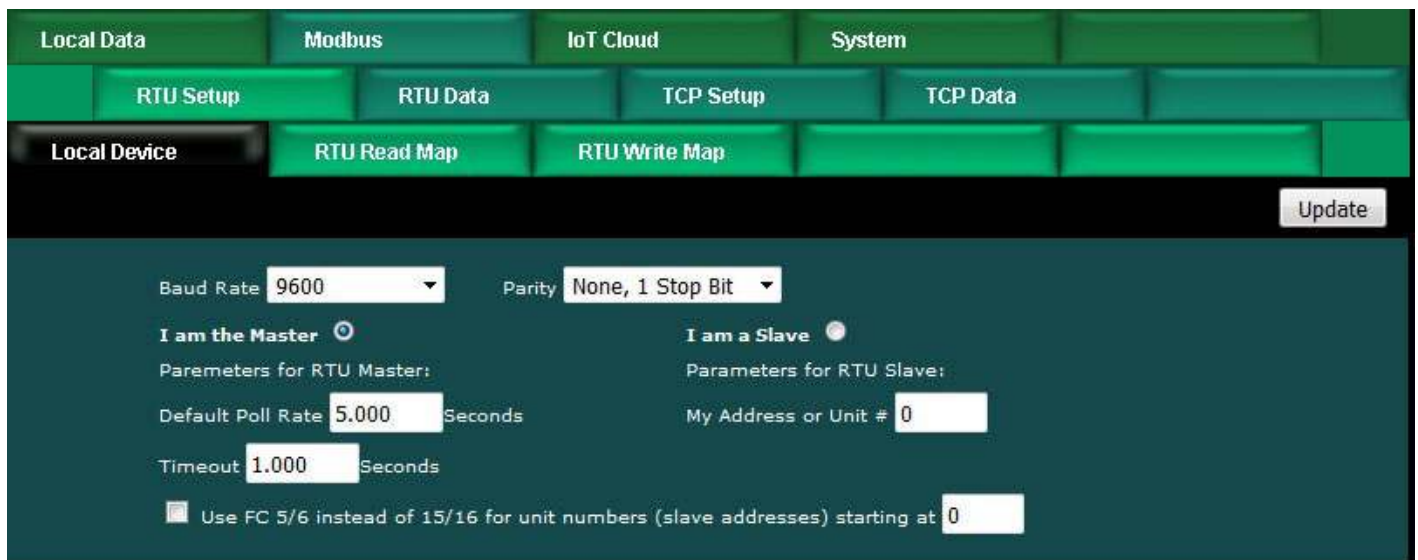 Local Data Modbus IoT Cloud System
RTU Setup RTU Data TCP Setup TCP Data
Local Device RTU Read Map RTU Write Map
Update
Baud Rate 9600 Parity None, 1 Stop Bit
I am the Master I am a Slave
Paremeters for RTU Master: Parameters for RTU Slave:
Default Poll Rate 5.000 Seconds My Address or Unit # 0
Timeout 1.000 Seconds
Use FC 5/6 instead of 15/16 for unit numbers (slave addresses) starting at 0